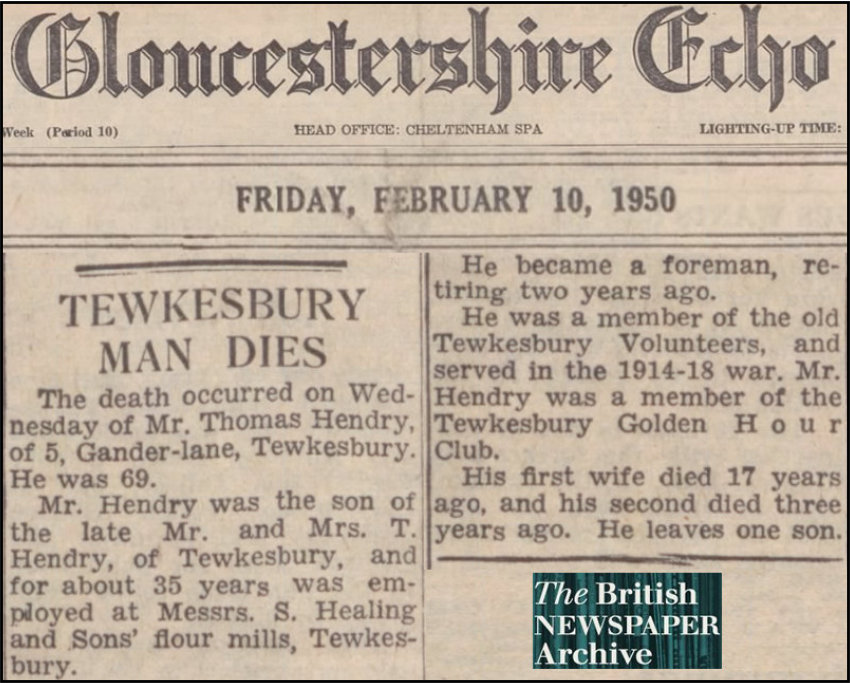 Gloucestershire Echo
Week (Period 10)
HEAD OFFICE: CHELTENHAM SPA
LIGHTING-UP TIME:
FRIDAY, FEBRUARY 10, 1950
TEWKESBURY
MAN DIES
The death occurred on Wed-
nesday of Mr. Thomas Hendry,
of 5, Gander-lane, Tewkesbury.
He was 69.
Mr. Hendry was the son of
the late Mr. and Mrs. T.
Hendry, of Tewkesbury, and
for about 35 years was em-
ployed at Messrs. S. Healing
and Sons' flour mills, Tewkes-
bury.
He became a foreman, re-
tiring two years ago.
He was a member of the old
Tewkesbury Volunteers, and
served in the 1914-18 war. Mr.
Hendry was a member of the
Tewkesbury Golden Hour
Club.
His first wife died 17 years
ago, and his second died three
years ago. He leaves one son.
The British
NEWSPAPER
Archive